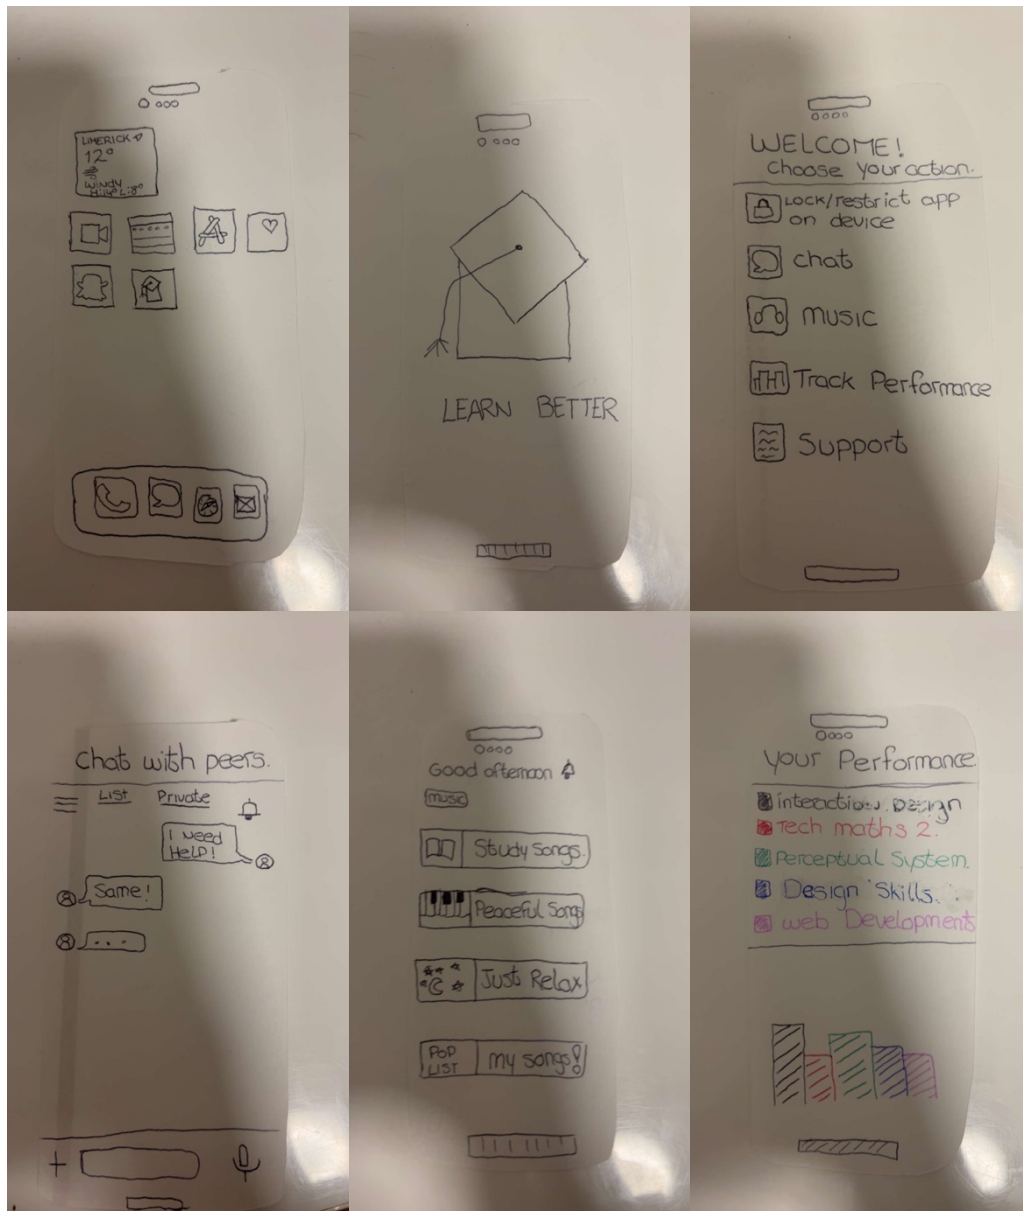 LIMERICK
12°
WINDY
LEARN BETTER
WELCOME!
Choose your action.
LOCK/restrict app
on device
chat
music
Track Performance
Support
Chat with peers.
List Private
I need
HeLP!
Same!
...
Good afternoon
music
Study Songs.
Peaceful Songs
Just Relax
POP
LIST
my songs!
Your Performance
interaction Design
Tech maths 2.
Perceptual System.
Design Skills.
web Development